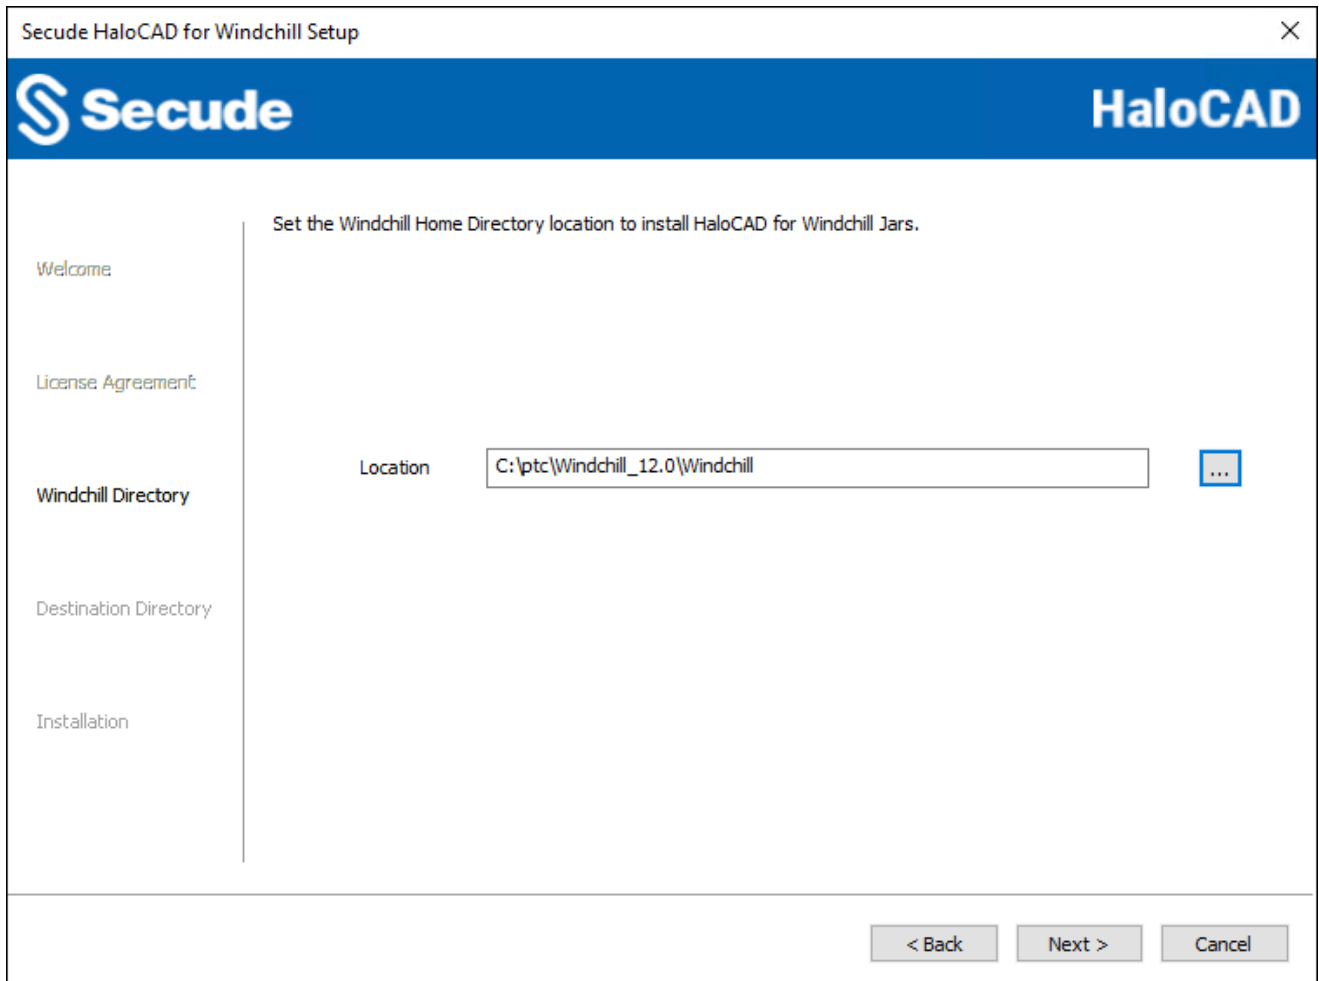 Secude HaloCAD for Windchill Setup
Secude
HaloCAD
Set the Windchill Home Directory location to install HaloCAD for Windchill Jars.
Welcome
License Agreement
Location
C:\ptc\Windchill_12.0\Windchill
...
Windchill Directory
Destination Directory
Installation
< Back
Next >
Cancel